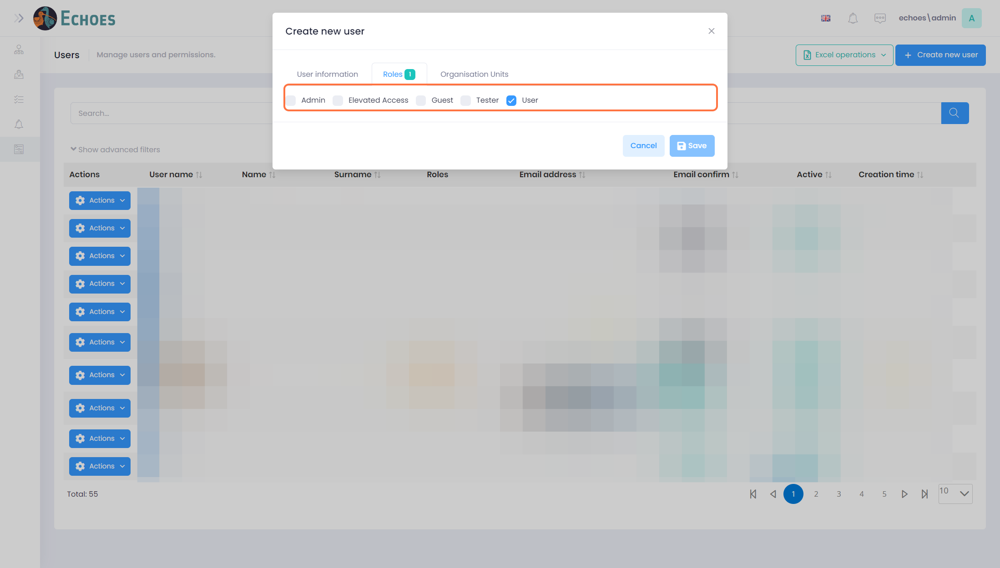 ECHOES
echoes\admin
A
Create new user
Users
Manage users and permissions.
Excel operations
Create new user
User information
Roles 1
Organisation Units
Admin
Elevated Access
Guest
Tester
User
Search...
Cancel
Save
Show advanced filters
Actions
User name
Name
Surname
Roles
Email address
Email confirm
Active
Creation time
Actions
Actions
Actions
Actions
Actions
Actions
Actions
Actions
Actions
Actions
Total: 55
1 2 3 4 5
10